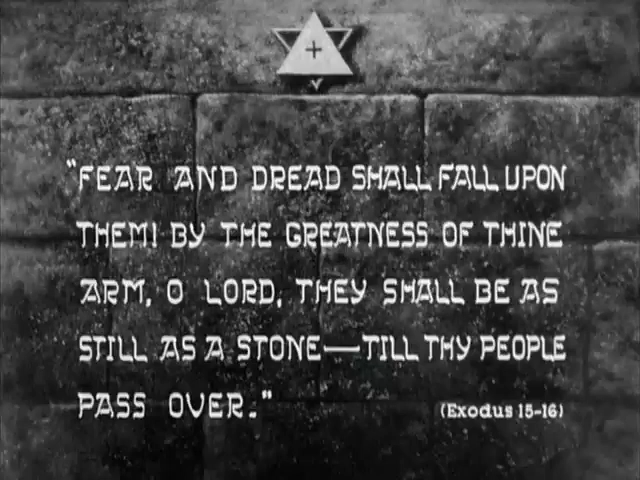 "FEAR AND DREAD SHALL FALL UPON
THEM! BY THE GREATNESS OF THINE
ARM, O LORD, THEY SHALL BE AS
STILL AS A STONE—TILL THY PEOPLE
PASS OVER."
(Exodus 15-16)